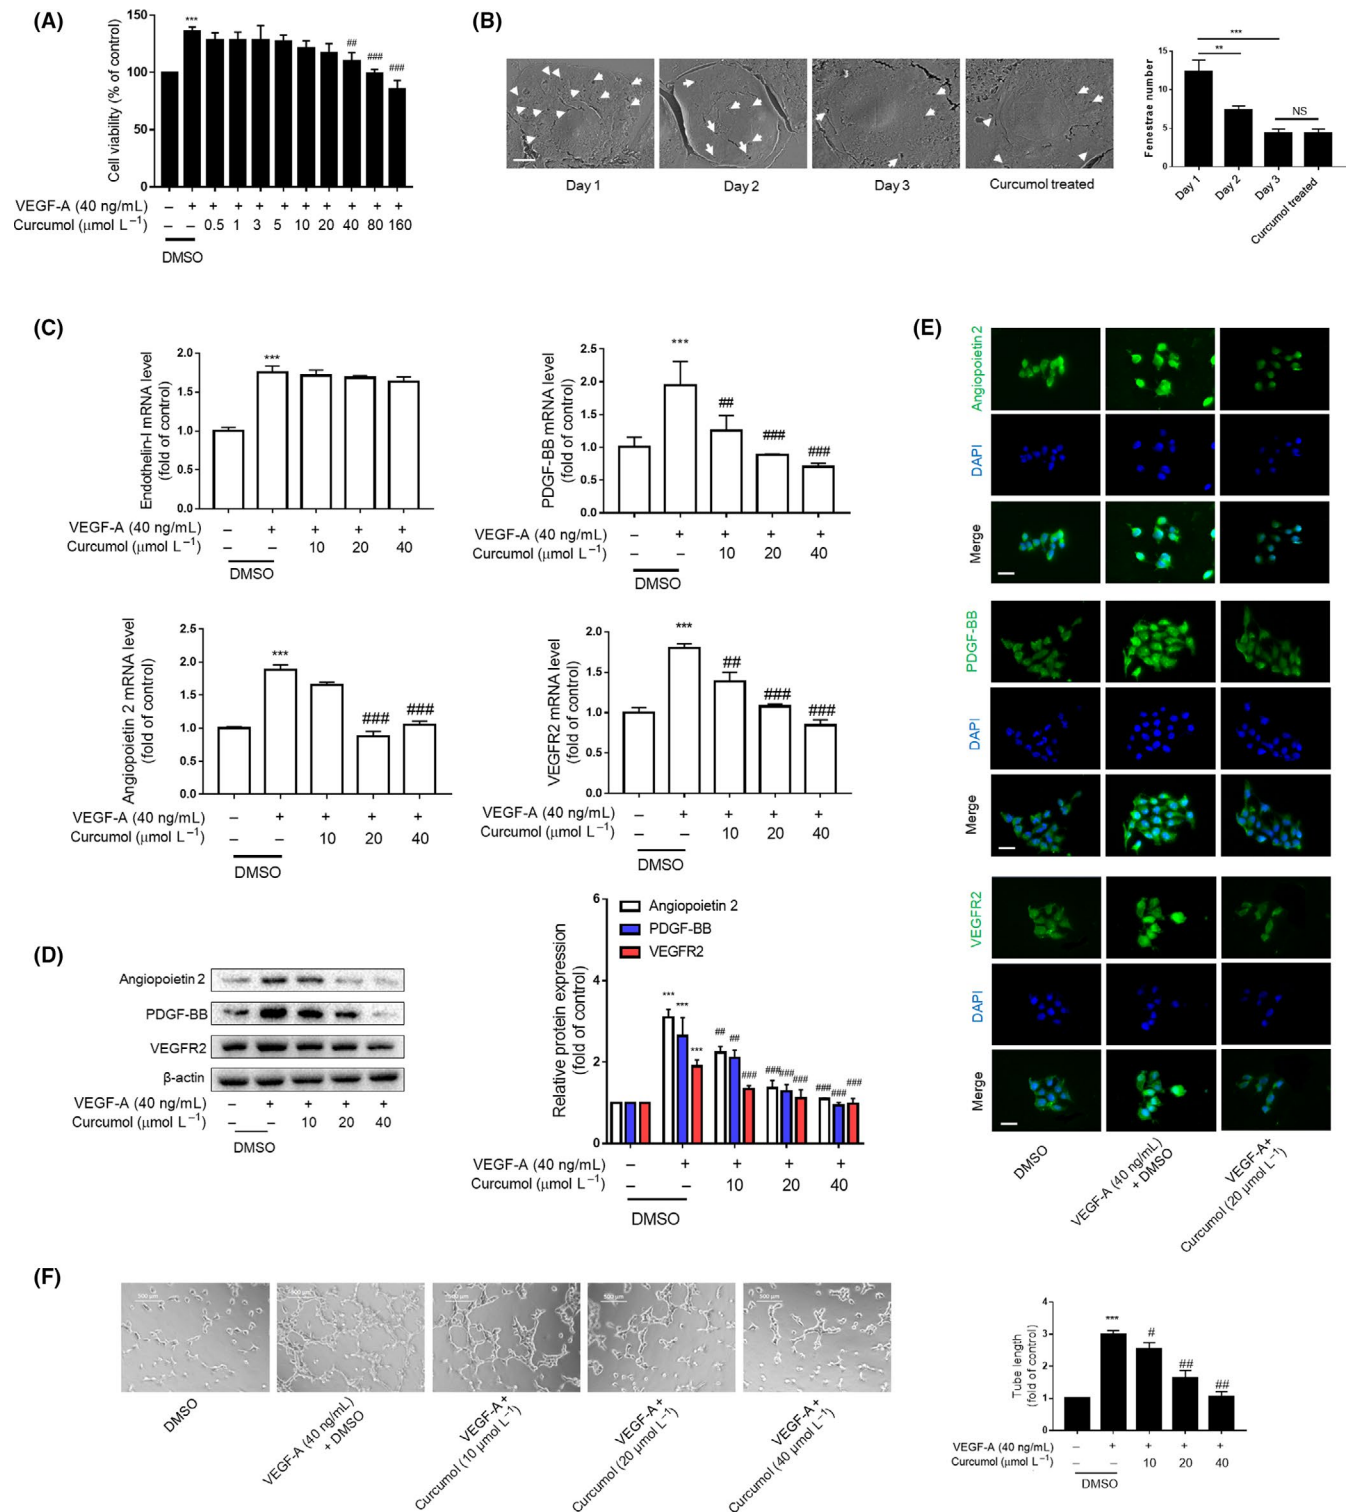 (A)
Cell viability (% of control)
150
100
50
0
***
##
###
###
VEGF-A (40 ng/mL) – + + + + + + + + + +
Curcumol (μmol L⁻¹) – – 0.5 1 3 5 10 20 40 80 160
DMSO
(B)
Day 1
Day 2
Day 3
Curcumol treated
Fenestrae number
15
10
5
0
***
**
NS
Day 1
Day 2
Day 3
Curcumol treated
(C)
Endothelin-I mRNA level
(fold of control)
2.0
1.5
1.0
0.5
0.0
***
VEGF-A (40 ng/mL) – + + + +
Curcumol (μmol L⁻¹) – – 10 20 40
DMSO
PDGF-BB mRNA level
(fold of control)
2.5
2.0
1.5
1.0
0.5
0.0
***
##
###
###
VEGF-A (40 ng/mL) – + + + +
Curcumol (μmol L⁻¹) – – 10 20 40
DMSO
Angiopoietin 2 mRNA level
(fold of control)
2.5
2.0
1.5
1.0
0.5
0.0
***
###
###
VEGF-A (40 ng/mL) – + + + +
Curcumol (μmol L⁻¹) – – 10 20 40
DMSO
VEGFR2 mRNA level
(fold of control)
2.0
1.5
1.0
0.5
0.0
***
##
###
###
VEGF-A (40 ng/mL) – + + + +
Curcumol (μmol L⁻¹) – – 10 20 40
DMSO
(D)
Angiopoietin 2
PDGF-BB
VEGFR2
β-actin
VEGF-A (40 ng/mL) – + + + +
Curcumol (μmol L⁻¹) – – 10 20 40
DMSO
Relative protein expression
(fold of control)
6
4
2
0
Angiopoietin 2
PDGF-BB
VEGFR2
*** *** ***
## ## ###
### ### ###
### ### ###
VEGF-A (40 ng/mL) – + + + +
Curcumol (μmol L⁻¹) – – 10 20 40
DMSO
(E)
Angiopoietin 2
DAPI
Merge
PDGF-BB
DAPI
Merge
VEGFR2
DAPI
Merge
DMSO
VEGF-A (40 ng/mL)
+ DMSO
VEGF-A+
Curcumol (20 μmol L⁻¹)
(F)
500 μm
500 μm
500 μm
500 μm
500 μm
DMSO
VEGF-A (40 ng/mL)
+ DMSO
VEGF-A+
Curcumol (10 μmol L⁻¹)
VEGF-A+
Curcumol (20 μmol L⁻¹)
VEGF-A+
Curcumol (40 μmol L⁻¹)
Tube length
(fold of control)
4
3
2
1
0
***
#
##
##
VEGF-A (40 ng/mL) – + + + +
Curcumol (μmol L⁻¹) – – 10 20 40
DMSO